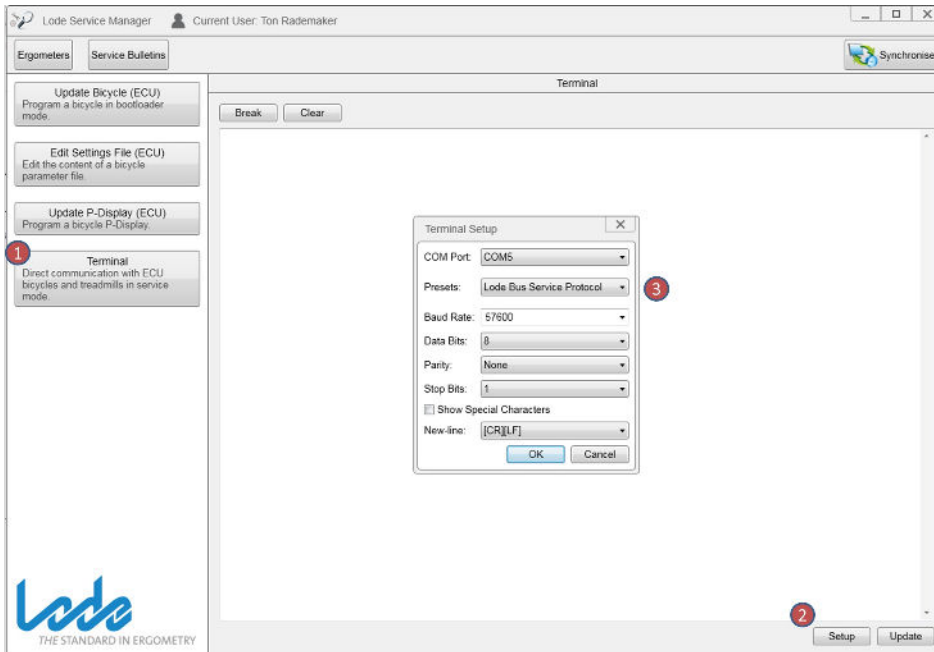 Lode Service Manager Current User: Ton Rademaker
Ergometers Service Bulletins Synchronise
Terminal
Update Bicycle (ECU)
Program a bicycle in bootloader
mode.
Edit Settings File (ECU)
Edit the content of a bicycle
parameter file.
Update P-Display (ECU)
Program a bicycle P-Display.
1
Terminal
Direct communication with ECU
bicycles and treadmills in service
mode.
Break Clear
Terminal Setup
COM Port: COM5
Presets: Lode Bus Service Protocol 3
Baud Rate: 57600
Data Bits: 8
Parity: None
Stop Bits: 1
Show Special Characters
New-line: [CR][LF]
OK Cancel
2
Setup Update
Lode
THE STANDARD IN ERGOMETRY